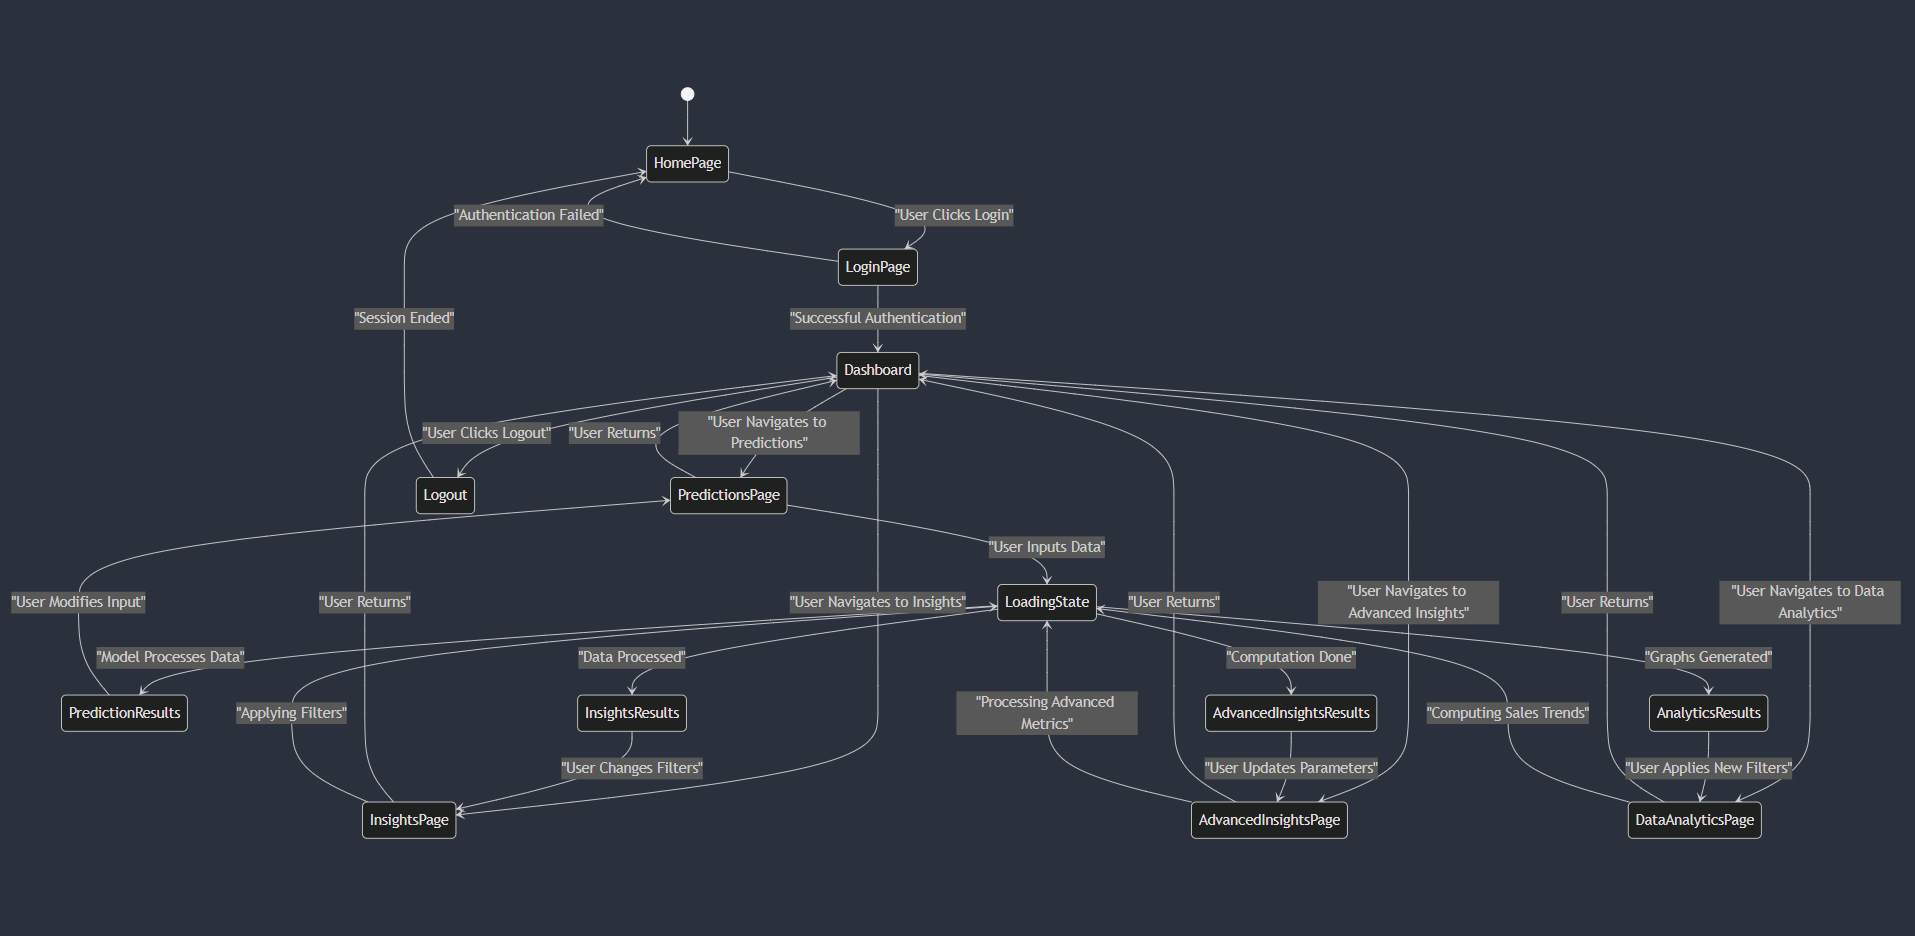 HomePage
"Authentication Failed"
"User Clicks Login"
LoginPage
"Session Ended"
"Successful Authentication"
Dashboard
"User Clicks Logout"
"User Returns"
"User Navigates to
Predictions"
Logout
PredictionsPage
"User Inputs Data"
"User Modifies Input"
"User Returns"
"User Navigates to Insights"
LoadingState
"User Returns"
"User Navigates to
Advanced Insights"
"User Returns"
"User Navigates to Data
Analytics"
"Model Processes Data"
"Data Processed"
"Computation Done"
"Graphs Generated"
PredictionResults
"Applying Filters"
InsightsResults
"Processing Advanced
Metrics"
AdvancedInsightsResults
"Computing Sales Trends"
AnalyticsResults
"User Changes Filters"
"User Updates Parameters"
"User Applies New Filters"
InsightsPage
AdvancedInsightsPage
DataAnalyticsPage